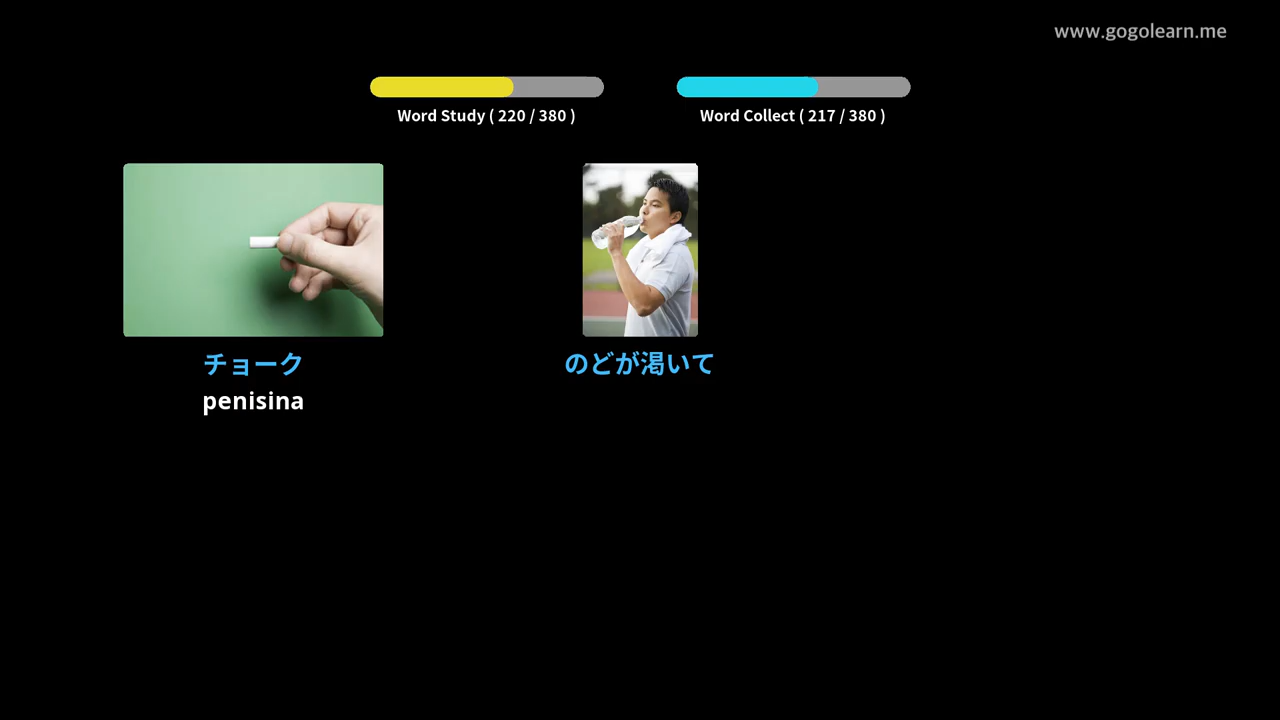 www.gogolearn.me
Word Study ( 220 / 380 )
Word Collect ( 217 / 380 )
チョーク
penisina
のどが渇いて